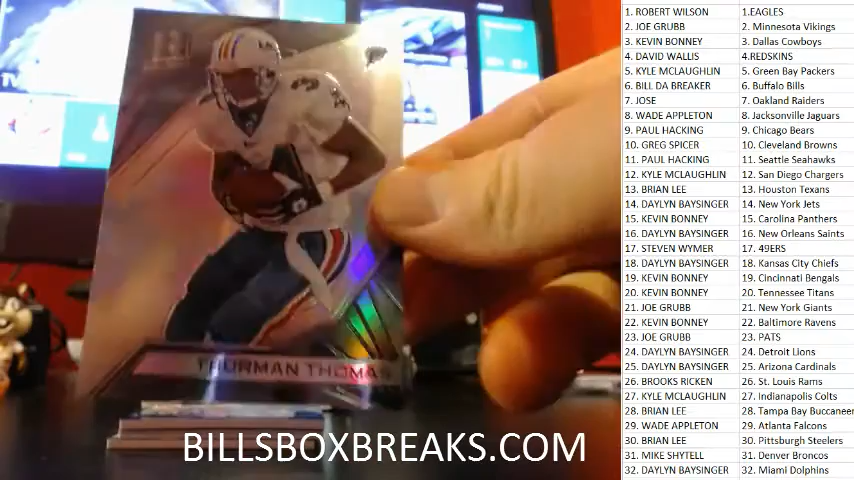 1. ROBERT WILSON 1.EAGLES
2. JOE GRUBB 2. Minnesota Vikings
3. KEVIN BONNEY 3. Dallas Cowboys
4. DAVID WALLIS 4.REDSKINS
5. KYLE MCLAUGHLIN 5. Green Bay Packers
6. BILL DA BREAKER 6. Buffalo Bills
7. JOSE 7. Oakland Raiders
8. WADE APPLETON 8. Jacksonville Jaguars
9. PAUL HACKING 9. Chicago Bears
10. GREG SPICER 10. Cleveland Browns
11. PAUL HACKING 11. Seattle Seahawks
12. KYLE MCLAUGHLIN 12. San Diego Chargers
13. BRIAN LEE 13. Houston Texans
14. DAYLYN BAYSINGER 14. New York Jets
15. KEVIN BONNEY 15. Carolina Panthers
16. DAYLYN BAYSINGER 16. New Orleans Saints
17. STEVEN WYMER 17. 49ERS
18. DAYLYN BAYSINGER 18. Kansas City Chiefs
19. KEVIN BONNEY 19. Cincinnati Bengals
20. KEVIN BONNEY 20. Tennessee Titans
21. JOE GRUBB 21. New York Giants
22. KEVIN BONNEY 22. Baltimore Ravens
23. JOE GRUBB 23. PATS
24. DAYLYN BAYSINGER 24. Detroit Lions
25. DAYLYN BAYSINGER 25. Arizona Cardinals
26. BROOKS RICKEN 26. St. Louis Rams
27. KYLE MCLAUGHLIN 27. Indianapolis Colts
28. BRIAN LEE 28. Tampa Bay Buccaneer
29. WADE APPLETON 29. Atlanta Falcons
30. BRIAN LEE 30. Pittsburgh Steelers
31. MIKE SHYTELL 31. Denver Broncos
32. DAYLYN BAYSINGER 32. Miami Dolphins
THURMAN THOMAS
BILLSBOXBREAKS.COM